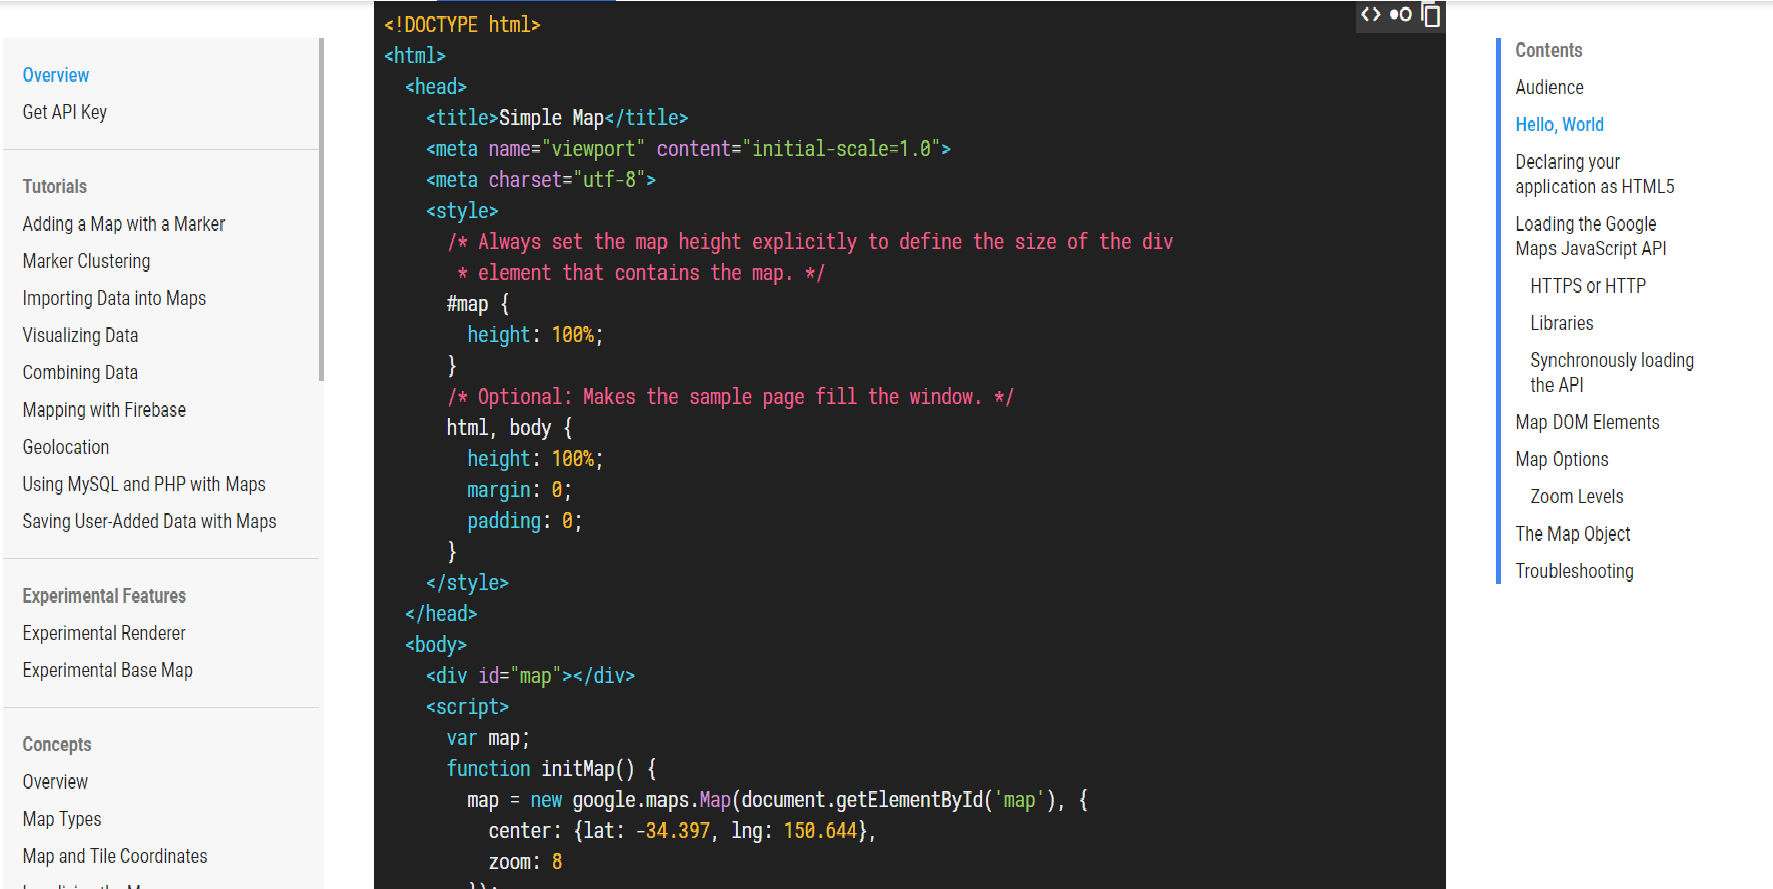 Overview
Get API Key
Tutorials
Adding a Map with a Marker
Marker Clustering
Importing Data into Maps
Visualizing Data
Combining Data
Mapping with Firebase
Geolocation
Using MySQL and PHP with Maps
Saving User-Added Data with Maps
Experimental Features
Experimental Renderer
Experimental Base Map
Concepts
Overview
Map Types
Map and Tile Coordinates
<!DOCTYPE html>
<html>
  <head>
    <title>Simple Map</title>
    <meta name="viewport" content="initial-scale=1.0">
    <meta charset="utf-8">
    <style>
      /* Always set the map height explicitly to define the size of the div
       * element that contains the map. */
      #map {
        height: 100%;
      }
      /* Optional: Makes the sample page fill the window. */
      html, body {
        height: 100%;
        margin: 0;
        padding: 0;
      }
    </style>
  </head>
  <body>
    <div id="map"></div>
    <script>
      var map;
      function initMap() {
        map = new google.maps.Map(document.getElementById('map'), {
          center: {lat: -34.397, lng: 150.644},
          zoom: 8
Contents
Audience
Hello, World
Declaring your
application as HTML5
Loading the Google
Maps JavaScript API
HTTPS or HTTP
Libraries
Synchronously loading
the API
Map DOM Elements
Map Options
Zoom Levels
The Map Object
Troubleshooting